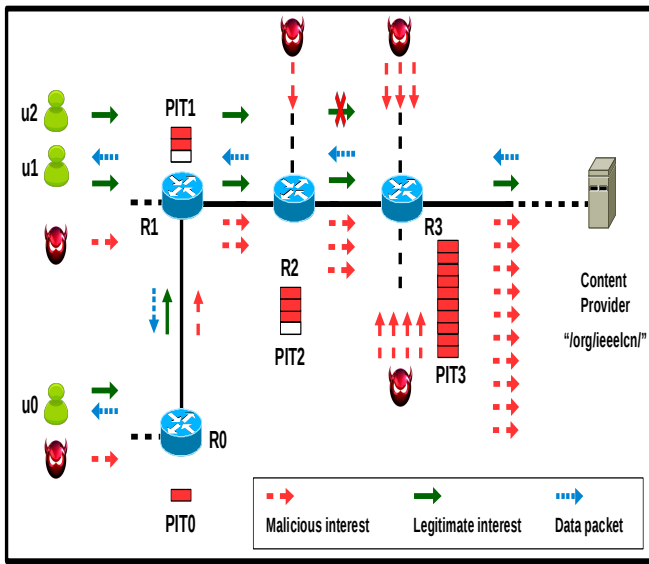 u2
PIT1
u1
R1
R2
R3
PIT2
PIT3
Content
Provider
“/org/ieeelcn/”
u0
R0
PIT0
Malicious interest
Legitimate interest
Data packet